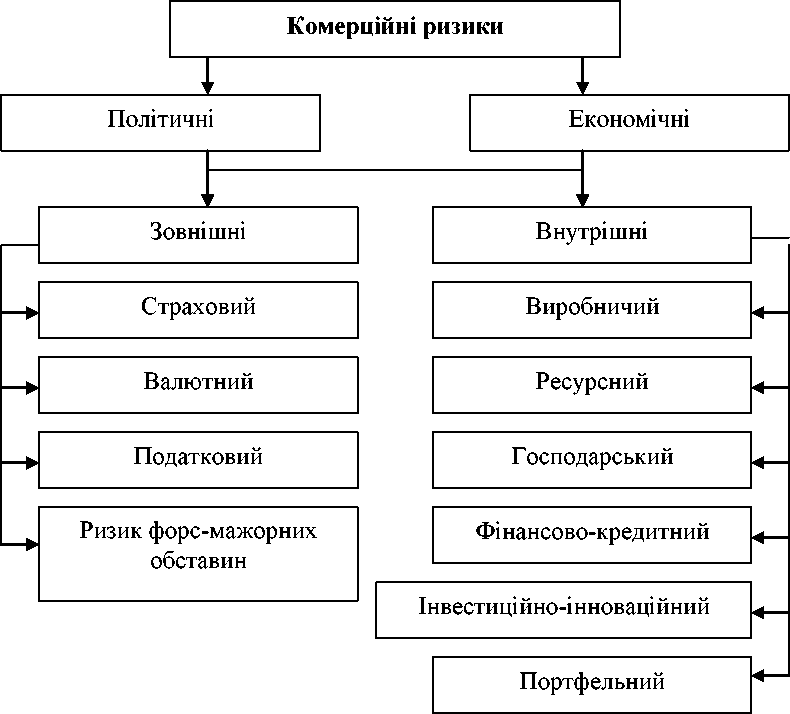 Комерційні ризики
Політичні
Економічні
Зовнішні
Внутрішні
Страховий
Виробничий
Валютний
Ресурсний
Податковий
Господарський
Ризик форс-мажорних
обставин
Фінансово-кредитний
Інвестиційно-інноваційний
Портфельний